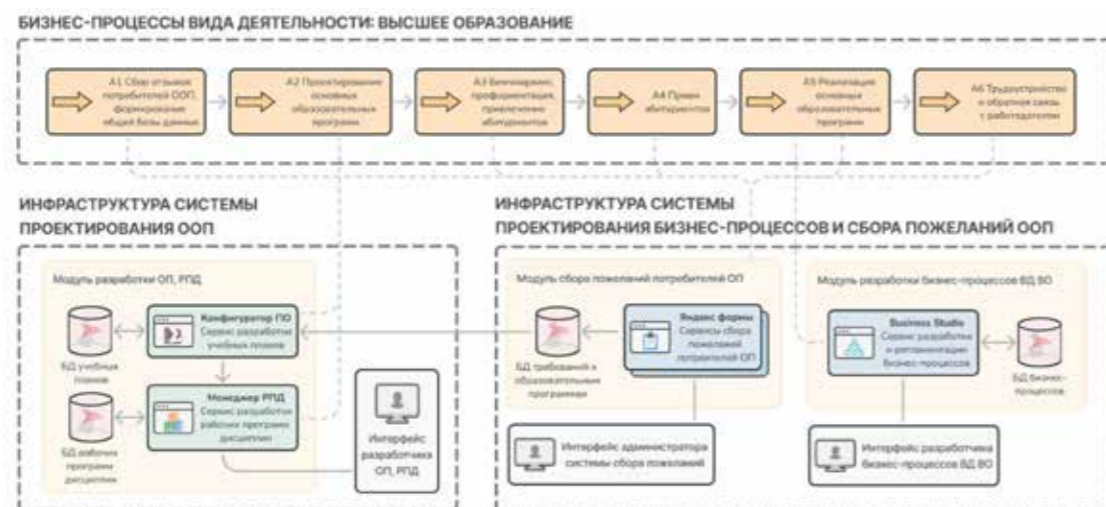 БИЗНЕС-ПРОЦЕССЫ ВИДА ДЕЯТЕЛЬНОСТИ: ВЫСШЕЕ ОБРАЗОВАНИЕ
А1 Сбор отзывов
потребителей ООП,
формирование
общей базы данных
А2 Проектирование
основных
образовательных
программ
А3 Бенчмаркинг,
профориентация,
привлечение
абитуриентов
А4 Прием
абитуриентов
А5 Реализация
основных
образовательных
программ
А6 Трудоустройство
и обратная связь
с работодателем
ИНФРАСТРУКТУРА СИСТЕМЫ
ПРОЕКТИРОВАНИЯ ООП
Модуль разработки ОП, РПД
БД учебных
планов
Конфигуратор ПО
Сервис разработки
учебных планов
БД рабочих
программ
дисциплин
Менеджер РПД
Сервис разработки
рабочих программ
дисциплин
Интерфейс
разработчика
ОП, РПД
ИНФРАСТРУКТУРА СИСТЕМЫ
ПРОЕКТИРОВАНИЯ БИЗНЕС-ПРОЦЕССОВ И СБОРА ПОЖЕЛАНИЙ ООП
Модуль сбора пожеланий потребителей ОП
БД требований к
образовательным
программам
Яндекс формы
Сервисы сбора
пожеланий
потребителей ОП
Интерфейс администратора
системы сбора пожеланий
Модуль разработки бизнес-процессов ВД ВО
Business Studio
Сервис разработки
и регламентации
бизнес-процессов
БД бизнес-
процессов
Интерфейс разработчика
бизнес-процессов ВД ВО